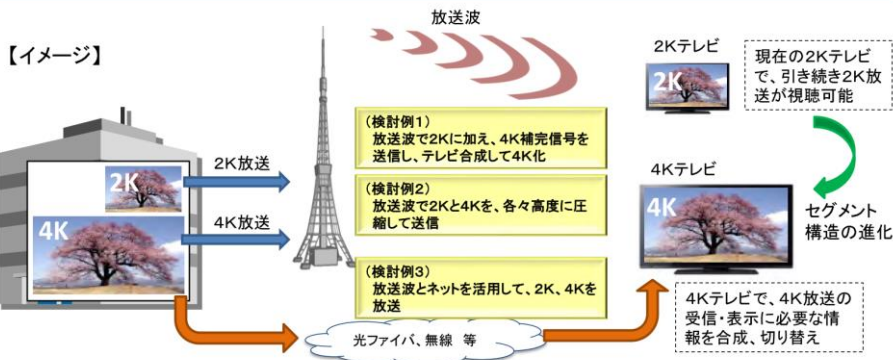 放送波
【イメージ】
2Kテレビ
2K
現在の2Kテレビ
で、引き続き2K放
送が視聴可能
(検討例1)
放送波で2Kに加え、4K補完信号を
送信し、テレビ合成して4K化
2K放送
2K
4Kテレビ
(検討例2)
放送波で2Kと4Kを、各々高度に圧
縮して送信
4K
4K放送
4K
セグメント
構造の進化
(検討例3)
放送波とネットを活用して、2K、4Kを
放送
4Kテレビで、4K放送の
受信・表示に必要な情
報を合成、切り替え
光ファイバ、無線 等